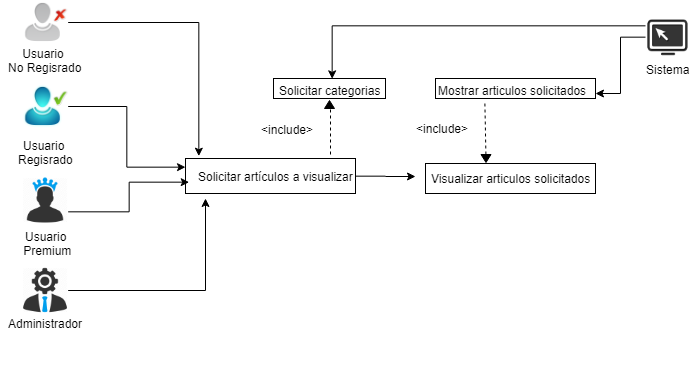 Usuario
No Regisrado
Solicitar categorias
Mostrar articulos solicitados
Sistema
<include>
<include>
Usuario
Regisrado
Solicitar artículos a visualizar
Visualizar articulos solicitados
Usuario
Premium
Administrador